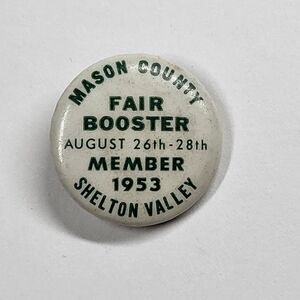 MASON COUNTY
FAIR
BOOSTER
AUGUST 26th-28th
MEMBER
1953
SHELTON VALLEY